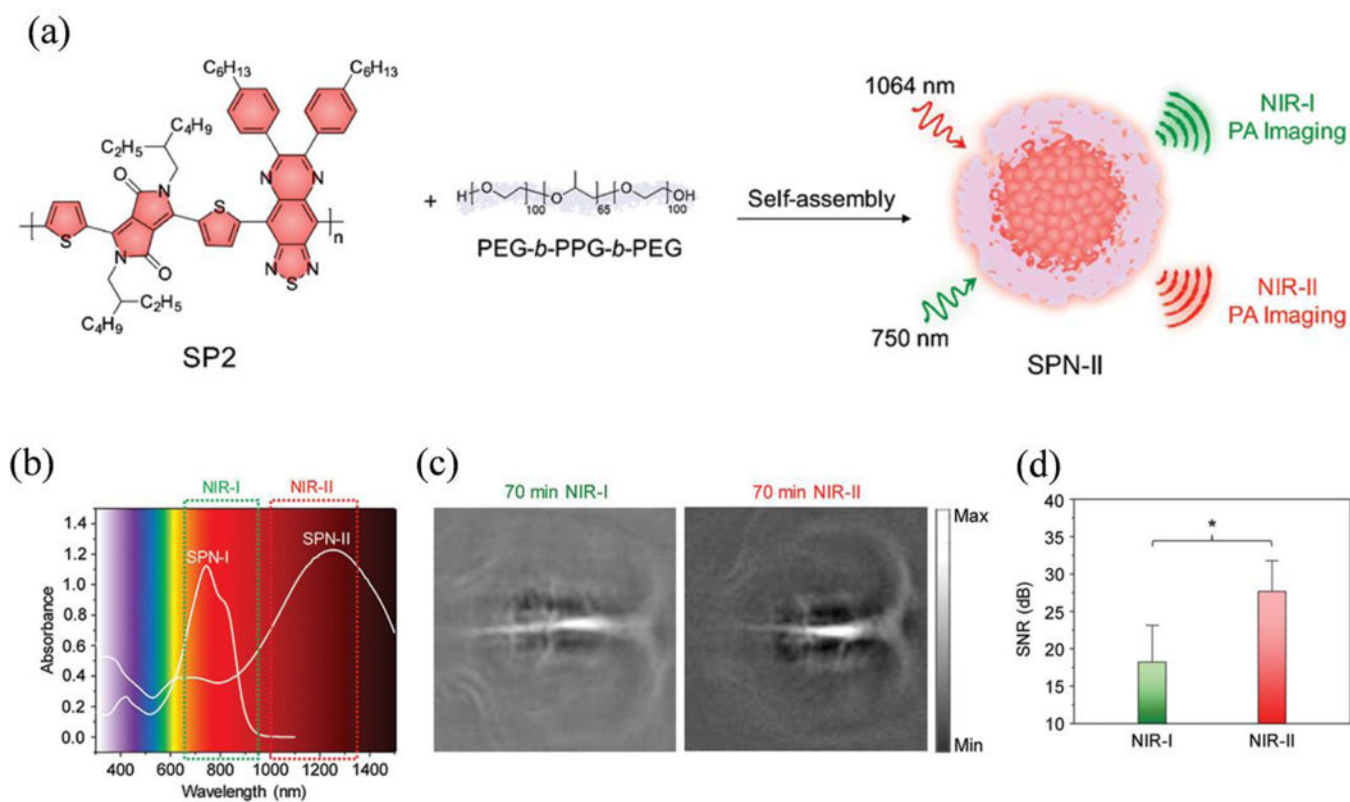 (a)
C₆H₁₃
C₆H₁₃
C₄H₉
C₂H₅
O
N
N
N
S
S
n
N
O
N
N
S
C₂H₅
C₄H₉
SP2
+
H
O
100
O
65
O
OH
100
PEG-b-PPG-b-PEG
Self-assembly
1064 nm
750 nm
NIR-I
PA Imaging
NIR-II
PA Imaging
SPN-II
(b)
NIR-I
NIR-II
SPN-I
SPN-II
1.4
1.2
1.0
0.8
0.6
0.4
0.2
0.0
Absorbance
400
600
800
1000
1200
1400
Wavelength (nm)
(c)
70 min NIR-I
70 min NIR-II
Max
Min
(d)
40
35
30
25
20
15
10
SNR (dB)
*
NIR-I
NIR-II